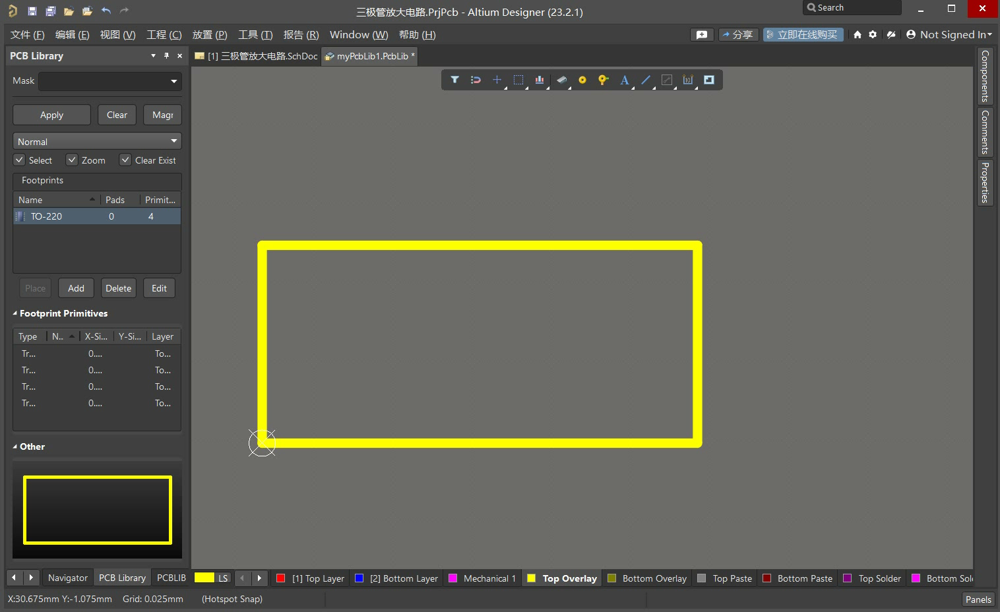 三极管放大电路.PrjPcb - Altium Designer (23.2.1)
Search
文件 (F) 编辑 (E) 视图 (V) 工程 (C) 放置 (P) 工具 (T) 报告 (R) Window (W) 帮助 (H)
分享
立即在线购买
Not Signed In
PCB Library
[1] 三极管放大电路.SchDoc
myPcbLib1.PcbLib *
Mask
Apply Clear Magr
Normal
Select Zoom Clear Exist
Footprints
Name Pads Primit...
TO-220 0 4
Place Add Delete Edit
Footprint Primitives
Type N.. X-Si... Y-Si... Layer
Tr... 0.... To...
Tr... 0.... To...
Tr... 0.... To...
Tr... 0.... To...
Other
Components
Comments
Properties
Navigator PCB Library PCBLIB
LS [1] Top Layer [2] Bottom Layer Mechanical 1 Top Overlay Bottom Overlay Top Paste Bottom Paste Top Solder Bottom Sol
X:30.675mm Y:-1.075mm Grid: 0.025mm (Hotspot Snap)
Panels